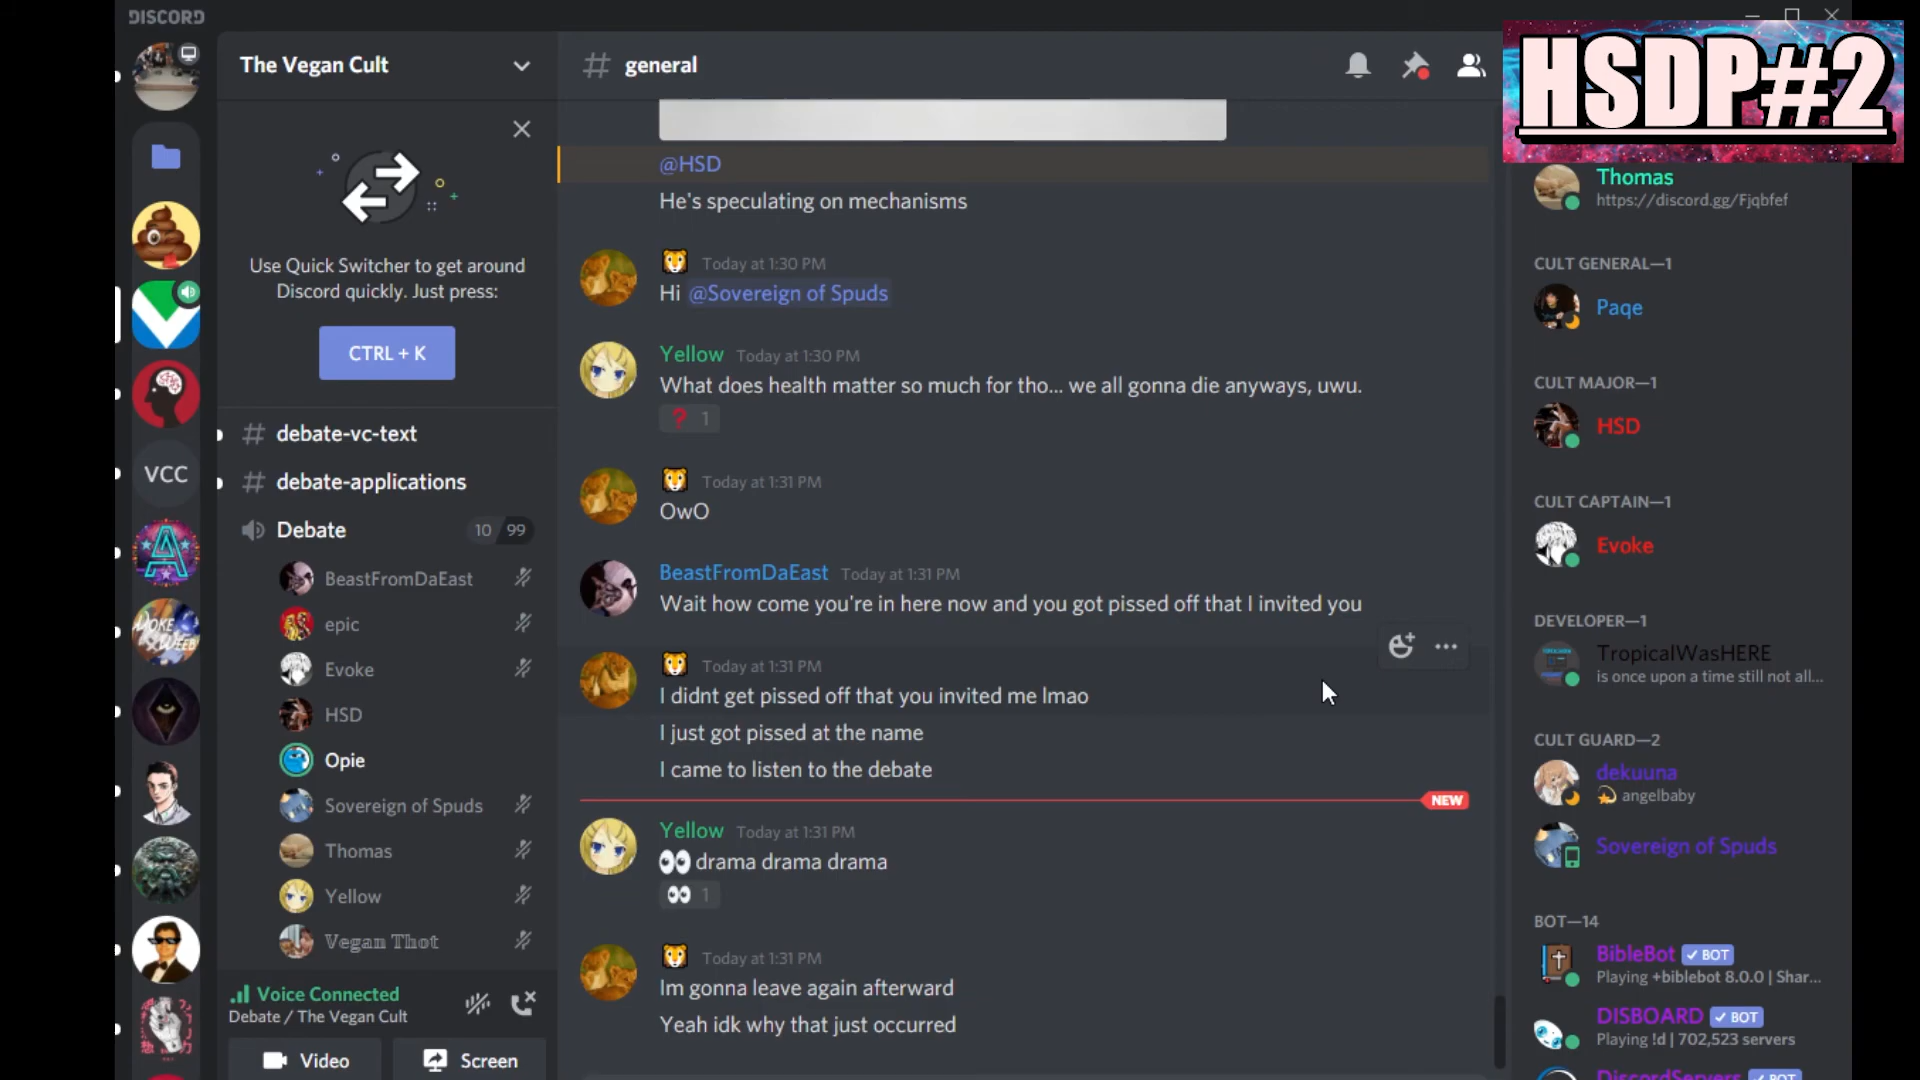 DISCORD
HSDP#2
VCC
The Vegan Cult
Use Quick Switcher to get around
Discord quickly. Just press:
CTRL + K
# debate-vc-text
# debate-applications
Debate 10 99
BeastFromDaEast
epic
Evoke
HSD
Opie
Sovereign of Spuds
Thomas
Yellow
Vegan Thot
Voice Connected
Debate / The Vegan Cult
Video Screen
# general
@HSD
He's speculating on mechanisms
Today at 1:30 PM
Hi @Sovereign of Spuds
Yellow Today at 1:30 PM
What does health matter so much for tho... we all gonna die anyways, uwu.
❓ 1
Today at 1:31 PM
OwO
BeastFromDaEast Today at 1:31 PM
Wait how come you're in here now and you got pissed off that I invited you
Today at 1:31 PM
I didnt get pissed off that you invited me lmao
I just got pissed at the name
I came to listen to the debate
NEW
Yellow Today at 1:31 PM
👀 drama drama drama
👀 1
Today at 1:31 PM
Im gonna leave again afterward
Yeah idk why that just occurred
Thomas
https://discord.gg/Fjqbfef
CULT GENERAL—1
Paqe
CULT MAJOR—1
HSD
CULT CAPTAIN—1
Evoke
DEVELOPER—1
TropicalWasHERE
is once upon a time still not all...
CULT GUARD—2
dekuuna
💫 angelbaby
Sovereign of Spuds
BOT—14
BibleBot ✓ BOT
Playing +biblebot 8.0.0 | Shar...
DISBOARD ✓ BOT
Playing !d | 702,523 servers
DiscordServers ✓ BOT